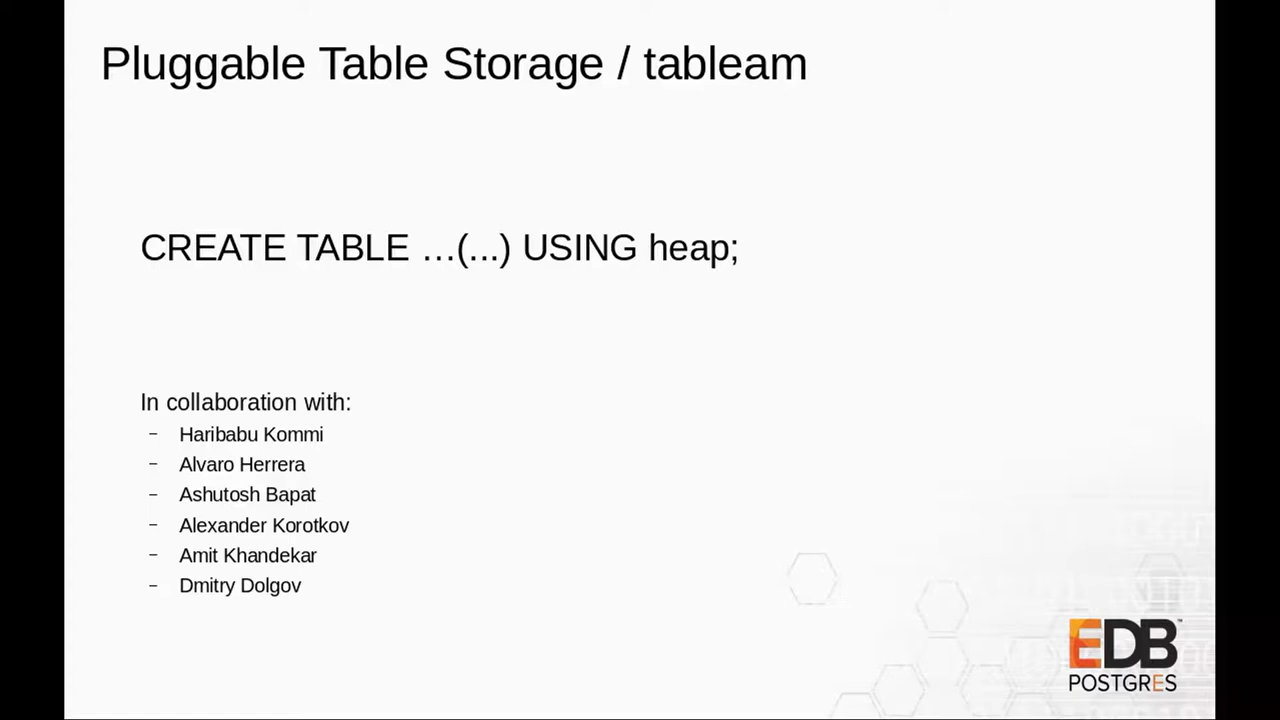 Pluggable Table Storage / tableam
CREATE TABLE …(...) USING heap;
In collaboration with:
– Haribabu Kommi
– Alvaro Herrera
– Ashutosh Bapat
– Alexander Korotkov
– Amit Khandekar
– Dmitry Dolgov
EDB™
POSTGRES